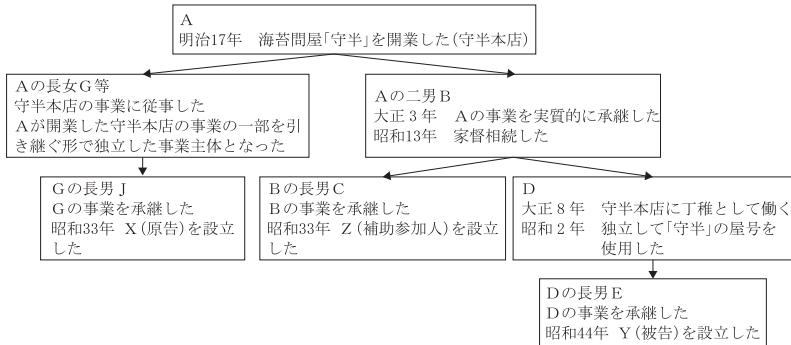 A
明治17年　海苔問屋「守半」を開業した(守半本店)
Aの長女G等
守半本店の事業に従事した
Aが開業した守半本店の事業の一部を引
き継ぐ形で独立した事業主体となった
Aの二男B
大正3年　Aの事業を実質的に承継した
昭和13年　家督相続した
Gの長男J
Gの事業を承継した
昭和33年 X(原告)を設立
した
Bの長男C
Bの事業を承継した
昭和33年 Z(補助参加人)を設立
した
D
大正8年　守半本店に丁稚として働く
昭和2年　独立して「守半」の屋号を
使用した
Dの長男E
Dの事業を承継した
昭和44年 Y(被告)を設立した